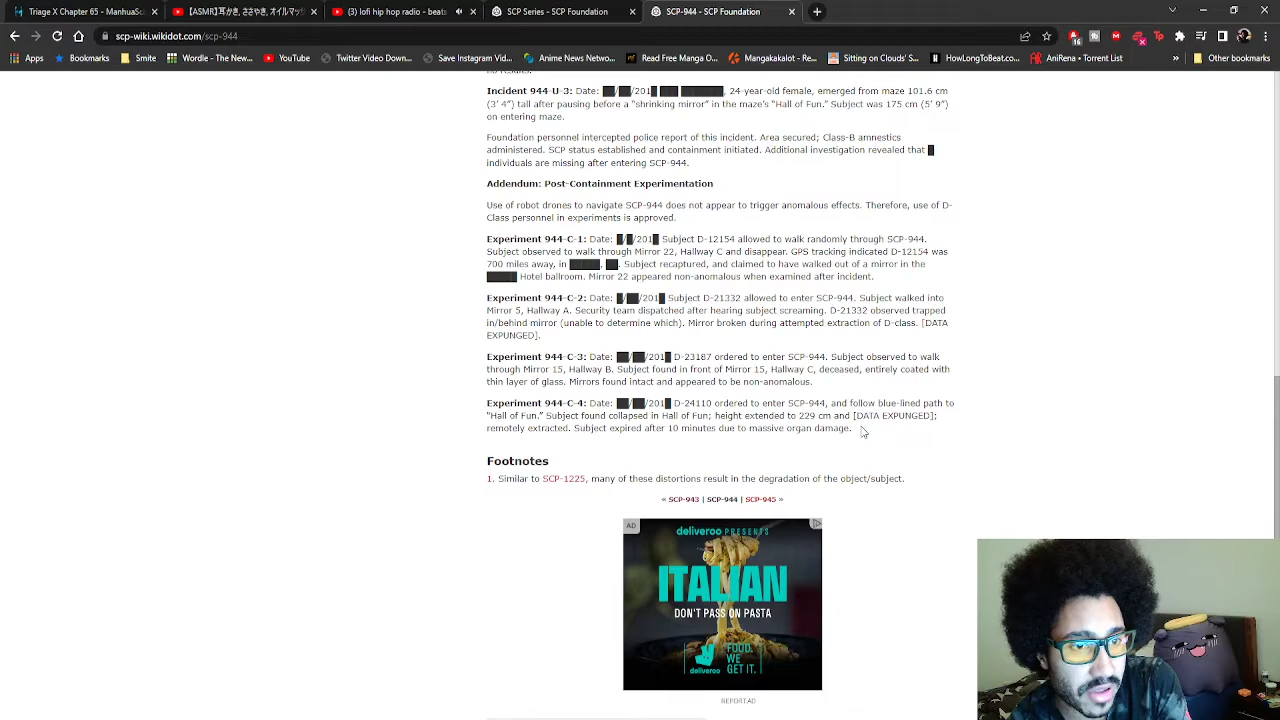 Triage X Chapter 65 - ManhuaSc
【ASMR】耳かき、ささやき、オイルマッサ
(3) lofi hip hop radio - beats
SCP Series - SCP Foundation
SCP-944 - SCP Foundation
scp-wiki.wikidot.com/scp-944
16
Apps
Bookmarks
Smite
Wordle - The New...
YouTube
Twitter Video Down...
Save Instagram Vid...
Anime News Netwo...
Read Free Manga O...
Mangakakalot - Re...
Sitting on Clouds' S...
HowLongToBeat.co...
AniRena | Torrent List
»
Other bookmarks
Incident 944-U-3: Date: ██/██/201█ ███ ███████, 24-year-old female, emerged from maze 101.6 cm
(3′ 4″) tall after pausing before a “shrinking mirror” in the maze’s “Hall of Fun.” Subject was 175 cm (5′ 9″)
on entering maze.
Foundation personnel intercepted police report of this incident. Area secured; Class-B amnestics
administered. SCP status established and containment initiated. Additional investigation revealed that █
individuals are missing after entering SCP-944.
Addendum: Post-Containment Experimentation
Use of robot drones to navigate SCP-944 does not appear to trigger anomalous effects. Therefore, use of D-
Class personnel in experiments is approved.
Experiment 944-C-1: Date: █/█/201█ Subject D-12154 allowed to walk randomly through SCP-944.
Subject observed to walk through Mirror 22, Hallway C and disappear. GPS tracking indicated D-12154 was
700 miles away, in █████, ██. Subject recaptured, and claimed to have walked out of a mirror in the
█████ Hotel ballroom. Mirror 22 appeared non-anomalous when examined after incident.
Experiment 944-C-2: Date: █/██/201█ Subject D-21332 allowed to enter SCP-944. Subject walked into
Mirror 5, Hallway A. Security team dispatched after hearing subject screaming. D-21332 observed trapped
in/behind mirror (unable to determine which). Mirror broken during attempted extraction of D-class. [DATA
EXPUNGED].
Experiment 944-C-3: Date: ██/██/201█ D-23187 ordered to enter SCP-944. Subject observed to walk
through Mirror 15, Hallway B. Subject found in front of Mirror 15, Hallway C, deceased, entirely coated with
thin layer of glass. Mirrors found intact and appeared to be non-anomalous.
Experiment 944-C-4: Date: ██/██/201█ D-24110 ordered to enter SCP-944, and follow blue-lined path to
“Hall of Fun.” Subject found collapsed in Hall of Fun; height extended to 229 cm and [DATA EXPUNGED];
remotely extracted. Subject expired after 10 minutes due to massive organ damage.
Footnotes
1. Similar to SCP-1225, many of these distortions result in the degradation of the object/subject.
« SCP-943 | SCP-944 | SCP-945 »
AD
deliveroo PRESENTS
ITALIAN
DON'T PASS ON PASTA
FOOD.
WE
GET IT.
deliveroo
REPORT AD